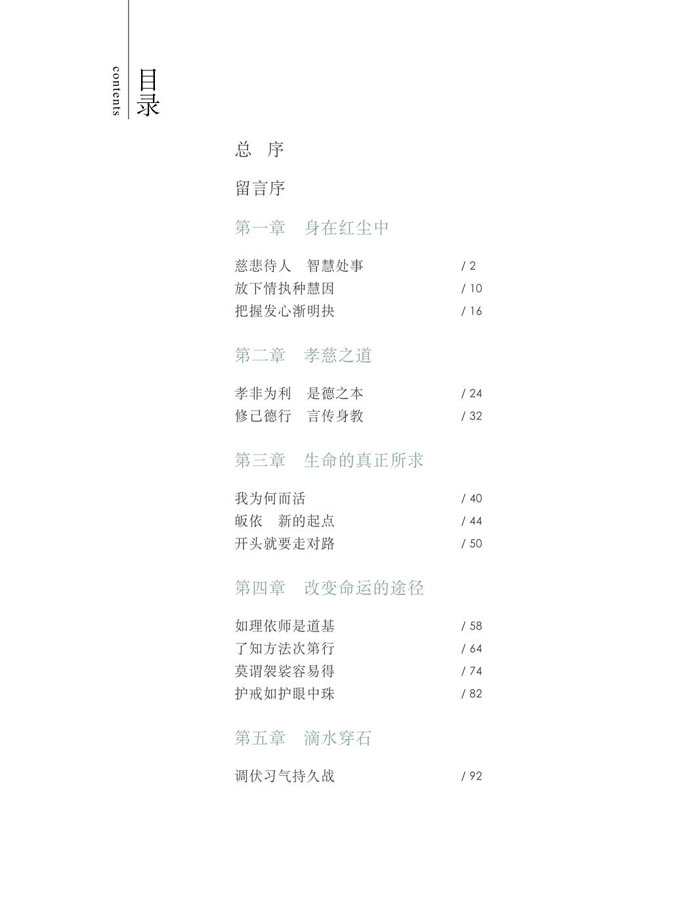 目录
contents
总 序
留言序
第一章 身在红尘中
慈悲待人 智慧处事 / 2
放下情执种慧因 / 10
把握发心渐明抉 / 16
第二章 孝慈之道
孝非为利 是德之本 / 24
修己德行 言传身教 / 32
第三章 生命的真正所求
我为何而活 / 40
皈依 新的起点 / 44
开头就要走对路 / 50
第四章 改变命运的途径
如理依师是道基 / 58
了知方法次第行 / 64
莫谓袈裟容易得 / 74
护戒如护眼中珠 / 82
第五章 滴水穿石
调伏习气持久战 / 92